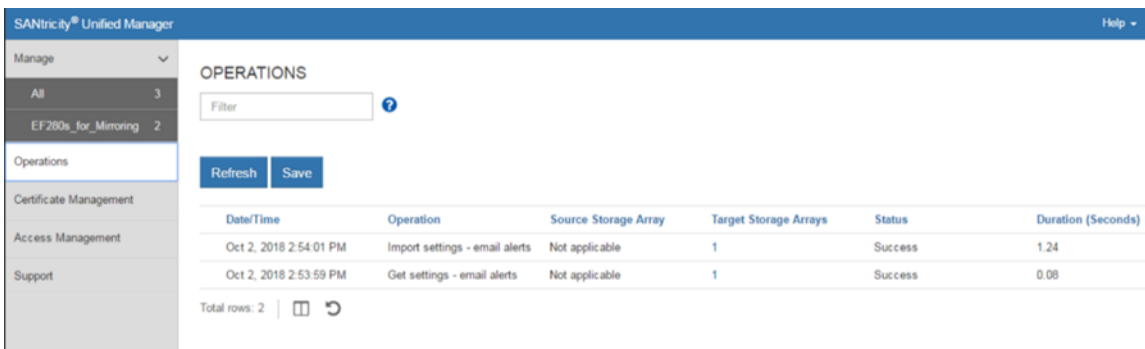 SANtricity® Unified Manager
Help
Manage
All 3
EF280s_for_Mirroring 2
Operations
Certificate Management
Access Management
Support
OPERATIONS
Filter
?
Refresh Save
Date/Time Operation Source Storage Array Target Storage Arrays Status Duration (Seconds)
Oct 2, 2018 2:54:01 PM Import settings - email alerts Not applicable 1 Success 1.24
Oct 2, 2018 2:53:59 PM Get settings - email alerts Not applicable 1 Success 0.08
Total rows: 2